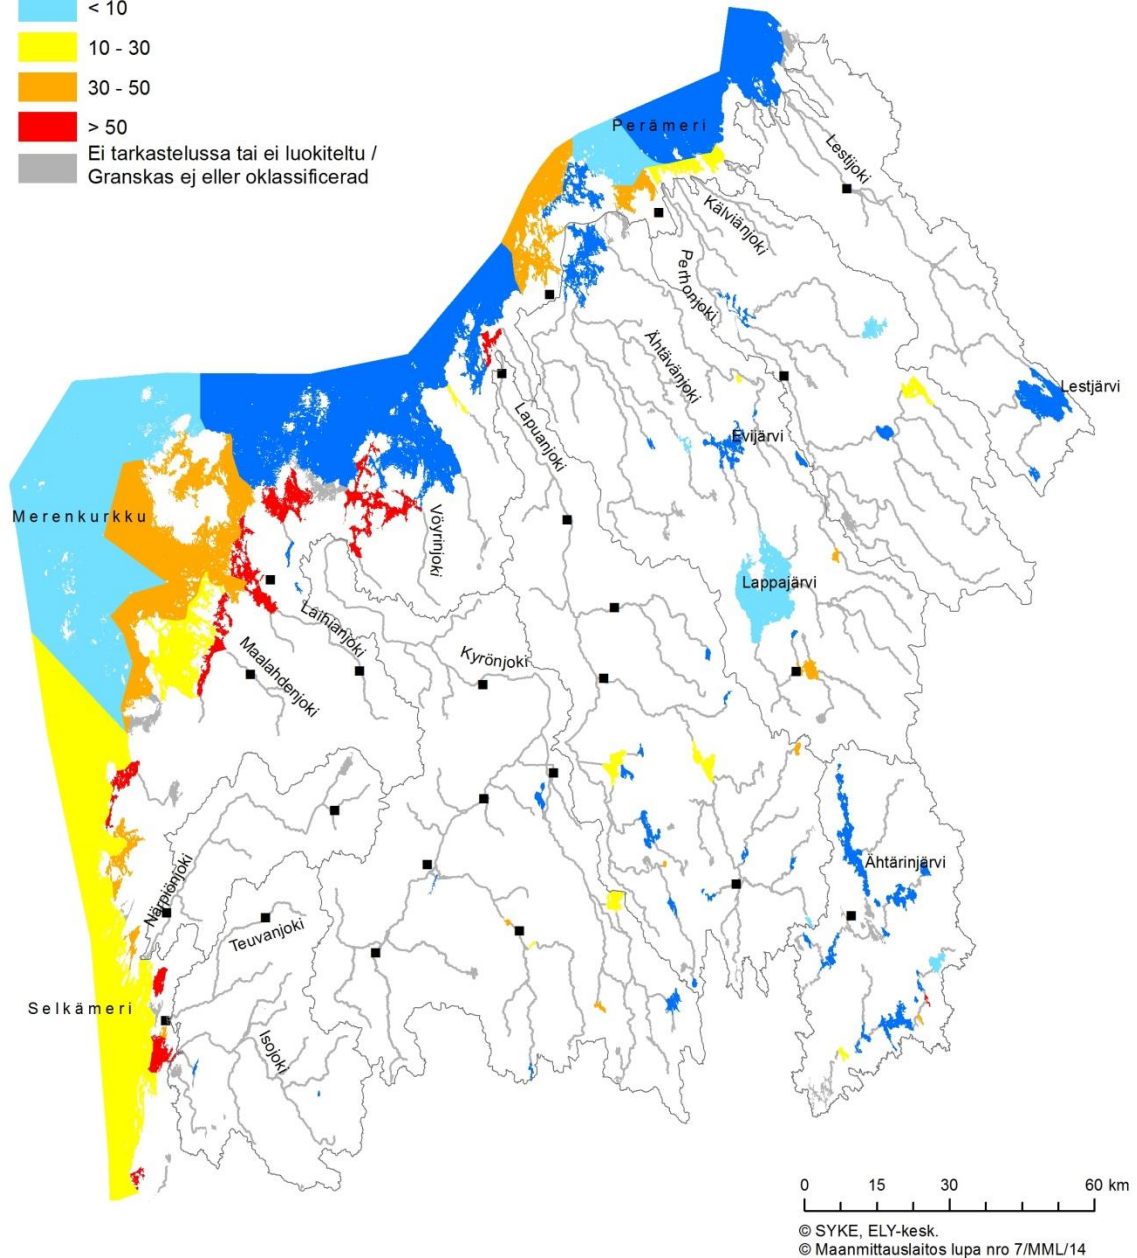 < 10
10 - 30
30 - 50
> 50
Ei tarkastelussa tai ei luokiteltu /
Granskas ej eller oklassificerad
Perämeri
Lestijoki
Kälviänjoki
Perhonjoki
Ähtävänjoki
Lestjärvi
Evijärvi
Lapuanjoki
Merenkurkku
Vöyrinjoki
Lappajärvi
Laihianjoki
Kyrönjoki
Maalahdenjoki
Ähtärinjärvi
Närpiönjoki
Teuvanjoki
Selkämeri
Isojoki
0 15 30 60 km
© SYKE, ELY-kesk.
© Maanmittauslaitos lupa nro 7/MML/14